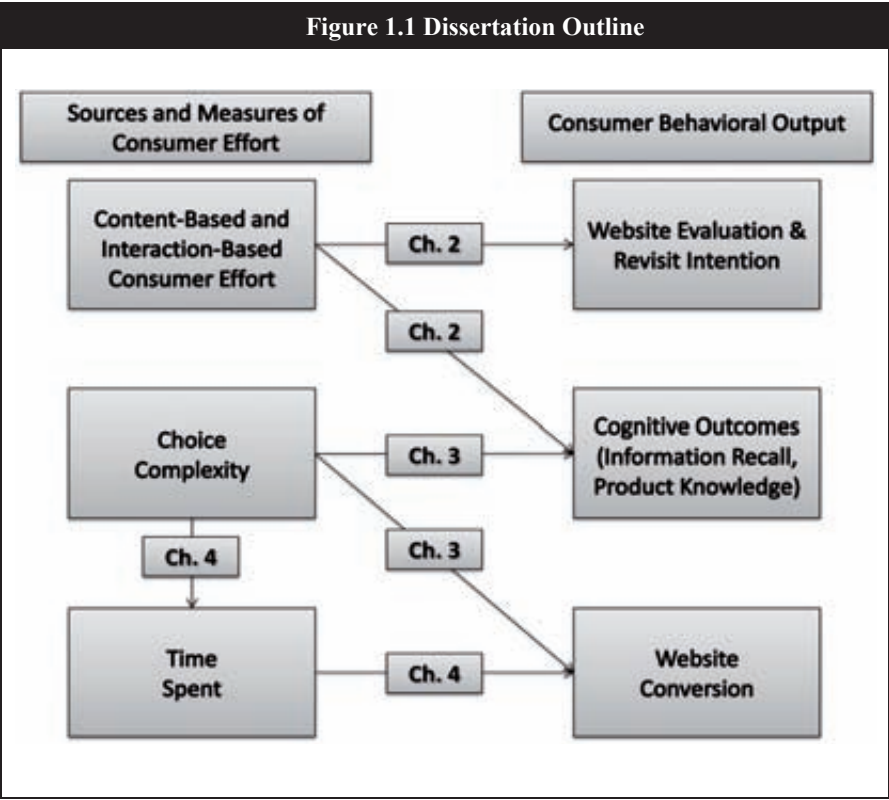 Figure 1.1 Dissertation Outline
Sources and Measures of
Consumer Effort
Consumer Behavioral Output
Content-Based and
Interaction-Based
Consumer Effort
Ch. 2
Website Evaluation &
Revisit Intention
Ch. 2
Choice
Complexity
Ch. 3
Cognitive Outcomes
(Information Recall,
Product Knowledge)
Ch. 3
Ch. 4
Time
Spent
Ch. 4
Website
Conversion